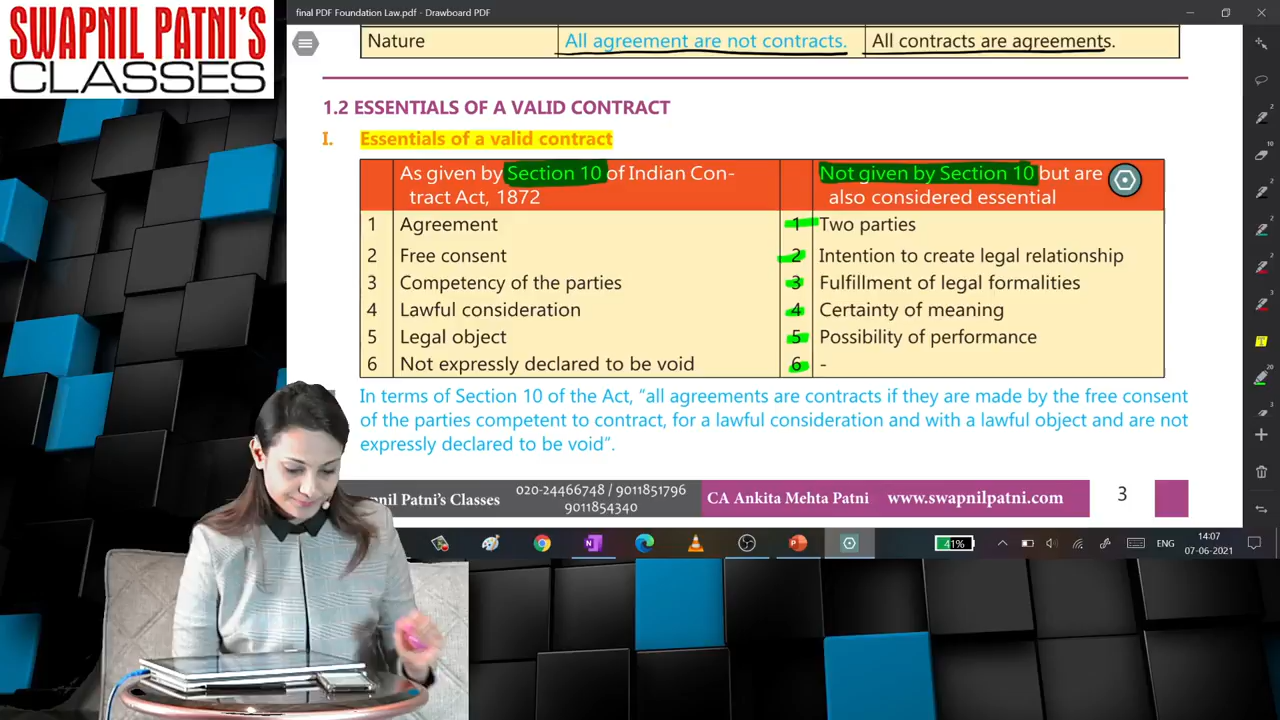 SWAPNIL PATNI'S
CLASSES
final PDF Foundation Law.pdf - Drawboard PDF
Nature All agreement are not contracts. All contracts are agreements.
1.2 ESSENTIALS OF A VALID CONTRACT
I. Essentials of a valid contract
As given by Section 10 of Indian Con-
tract Act, 1872
Not given by Section 10 but are
also considered essential
1 Agreement 1 Two parties
2 Free consent 2 Intention to create legal relationship
3 Competency of the parties 3 Fulfillment of legal formalities
4 Lawful consideration 4 Certainty of meaning
5 Legal object 5 Possibility of performance
6 Not expressly declared to be void 6 -
In terms of Section 10 of the Act, “all agreements are contracts if they are made by the free consent
of the parties competent to contract, for a lawful consideration and with a lawful object and are not
expressly declared to be void”.
pnil Patni's Classes
020-24466748 / 9011851796
9011854340
CA Ankita Mehta Patni www.swapnilpatni.com
3
41%
ENG
14:07
07-06-2021